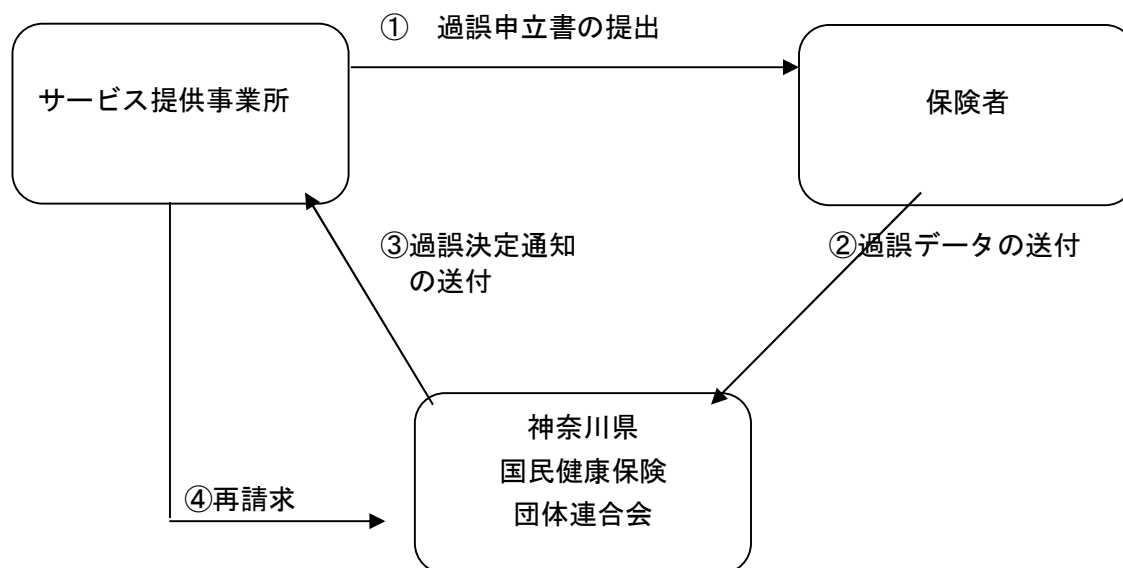 ①　過誤申立書の提出
サービス提供事業所
保険者
③過誤決定通知
の送付
②過誤データの送付
神奈川県
国民健康保険
団体連合会
④再請求